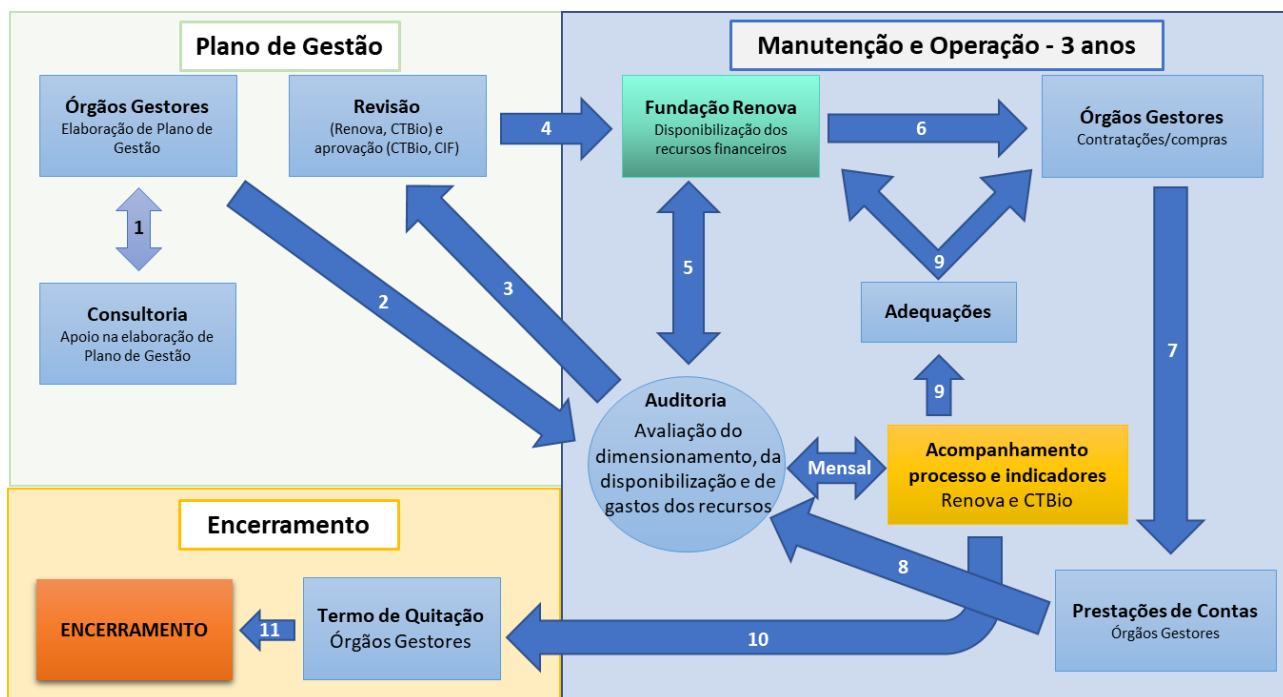 Plano de Gestão
Órgãos Gestores
Elaboração de Plano de
Gestão
1
Consultoria
Apoio na elaboração de
Plano de Gestão
Revisão
(Renova, CTBio) e
aprovação (CTBio, CIF)
2
3
4
Manutenção e Operação - 3 anos
Fundação Renova
Disponibilização dos
recursos financeiros
6
Órgãos Gestores
Contratações/compras
5
9
Adequações
9
7
Auditoria
Avaliação do
dimensionamento, da
disponibilização e de
gastos dos recursos
Mensal
Acompanhamento
processo e indicadores
Renova e CTBio
8
Prestações de Contas
Órgãos Gestores
10
Encerramento
Termo de Quitação
Órgãos Gestores
11
ENCERRAMENTO